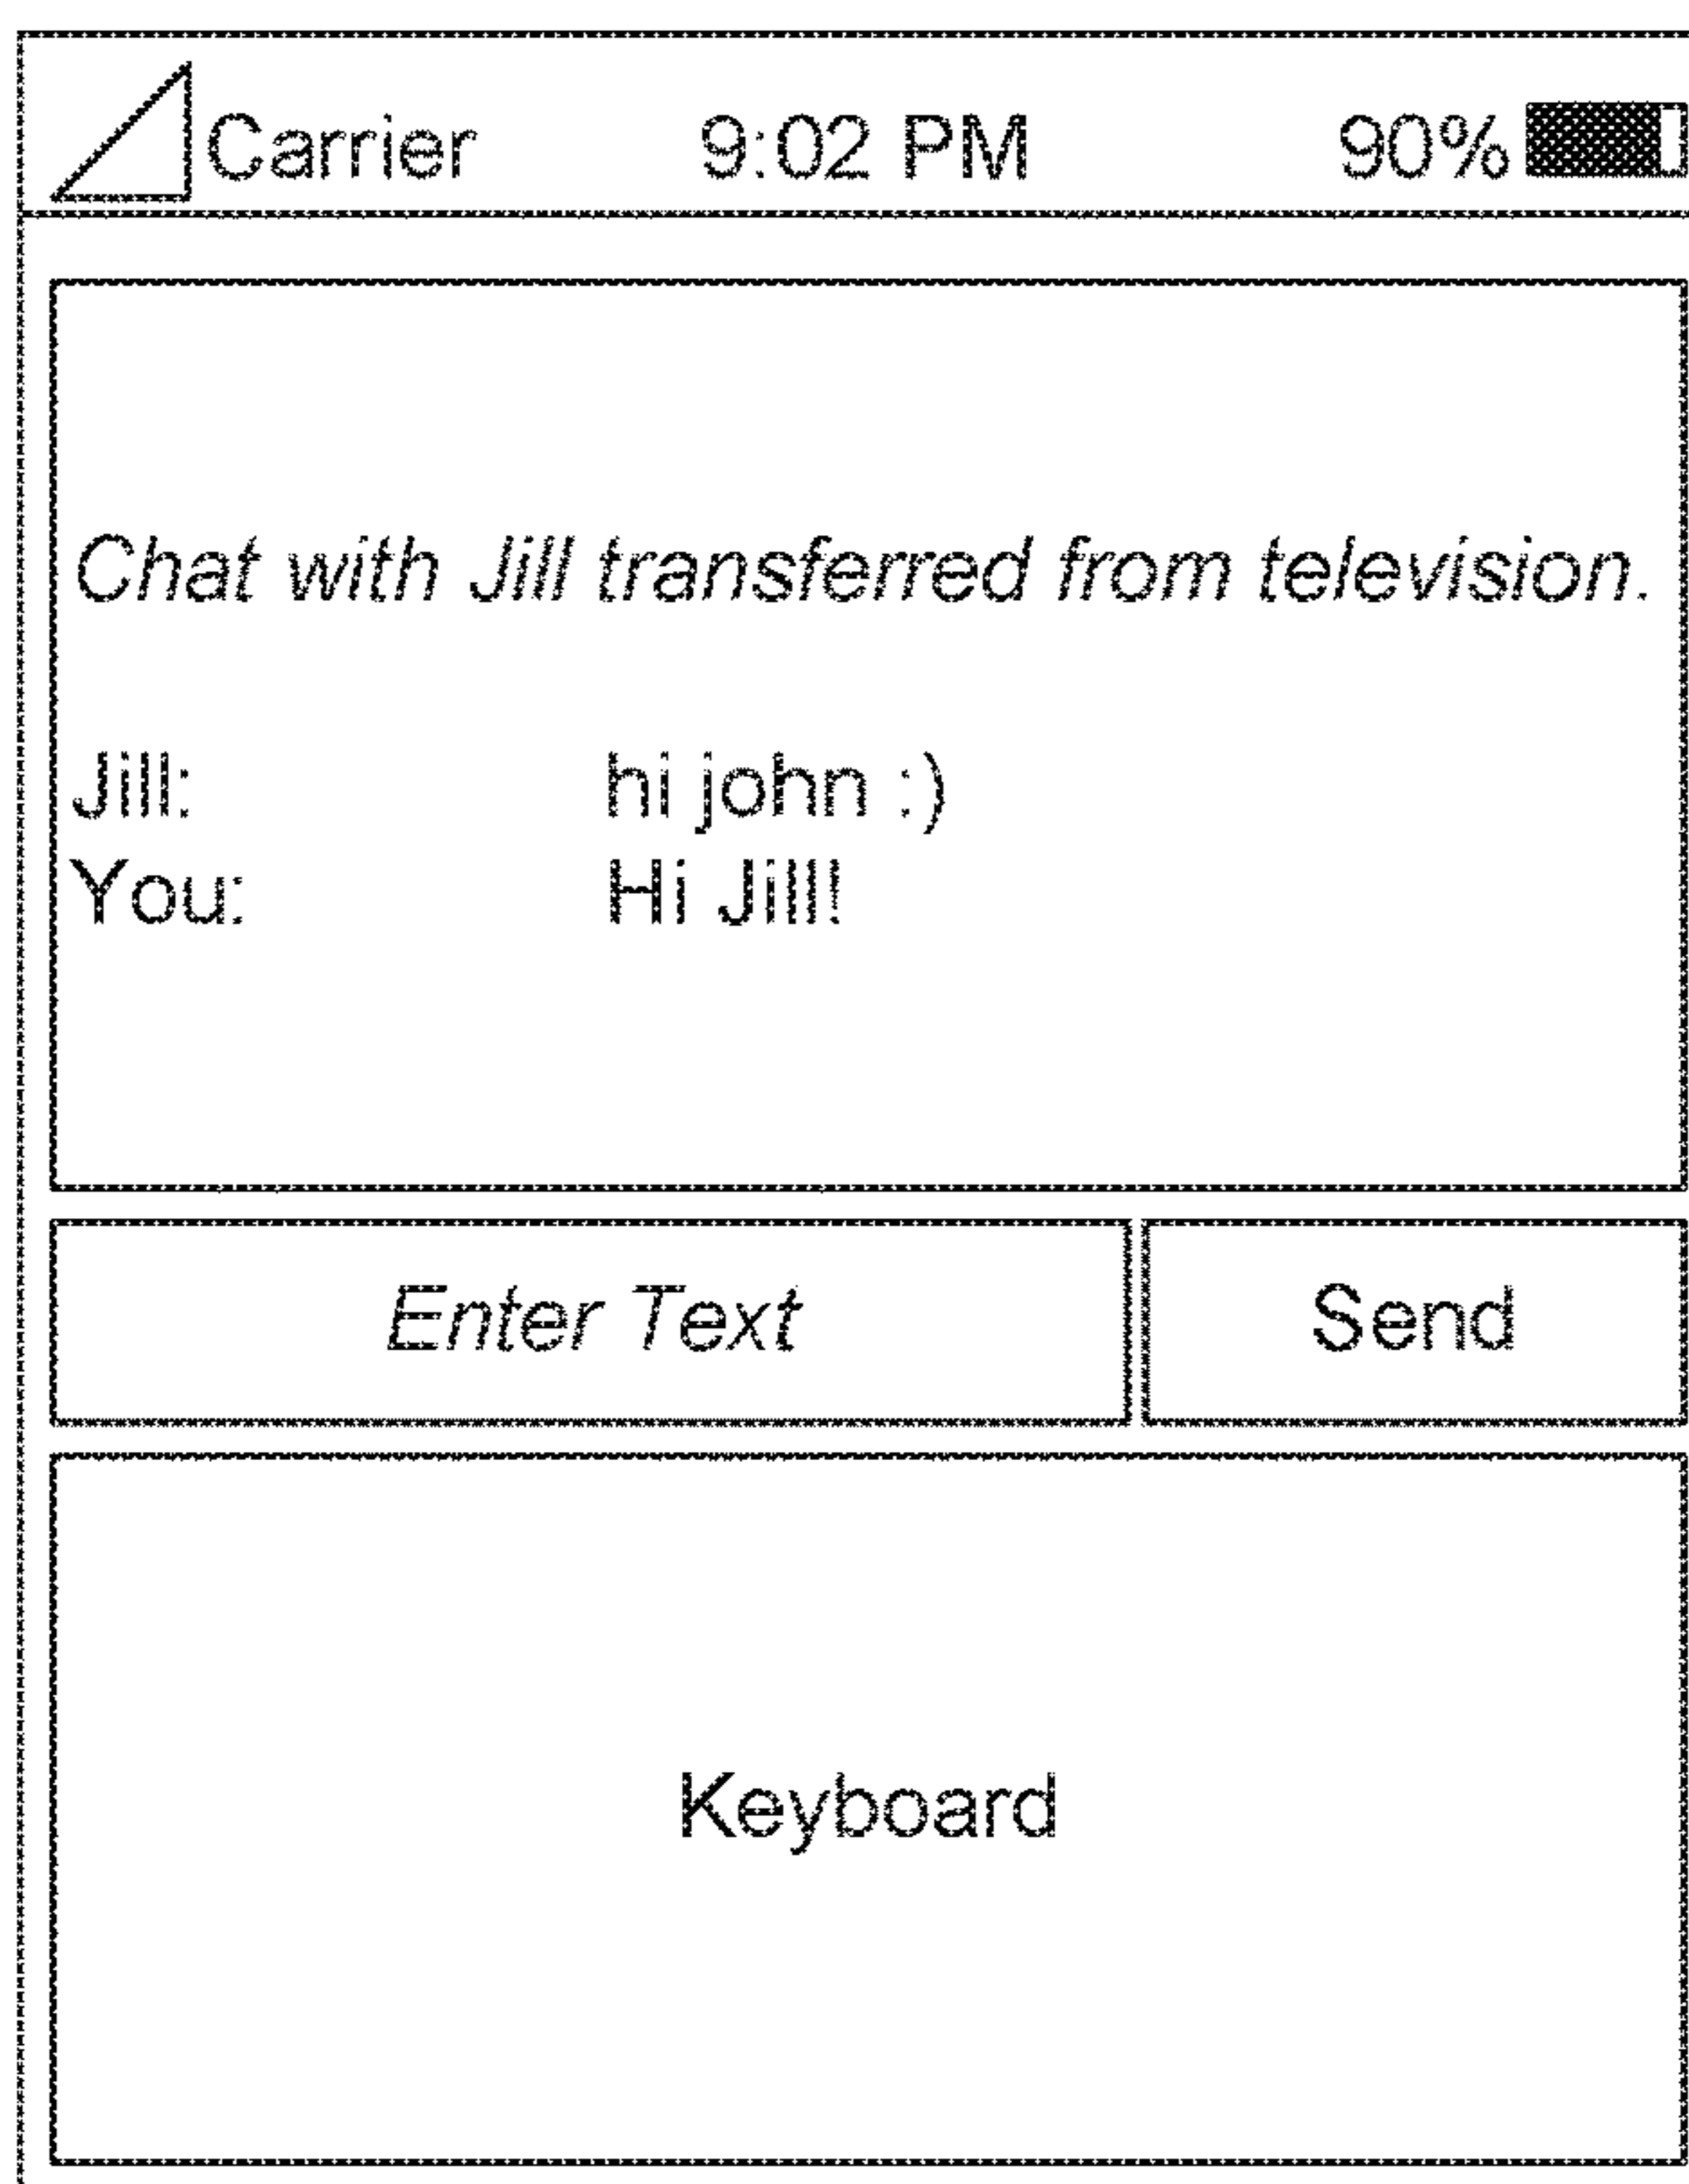 Carrier 9:02 PM 90%
Chat with Jill transferred from television.
Jill: hi john :)
You: Hi Jill!
Enter Text Send
Keyboard